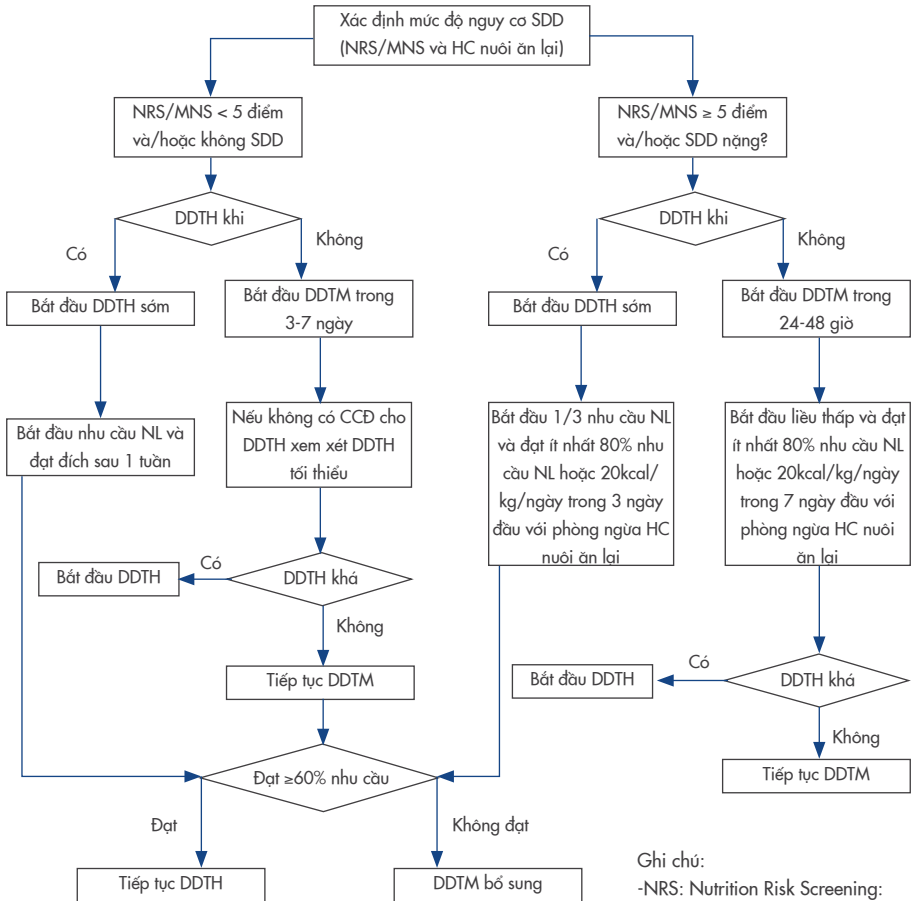 Xác định mức độ nguy cơ SDD
(NRS/MNS và HC nuôi ăn lại)
NRS/MNS < 5 điểm
và/hoặc không SDD
NRS/MNS ≥ 5 điểm
và/hoặc SDD nặng?
DDTH khi
DDTH khi
Có
Không
Có
Không
Bắt đầu DDTH sớm
Bắt đầu DDTM trong
3-7 ngày
Bắt đầu DDTH sớm
Bắt đầu DDTM trong
24-48 giờ
Bắt đầu nhu cầu NL và
đạt đích sau 1 tuần
Nếu không có CCĐ cho
DDTH xem xét DDTH
tối thiểu
Bắt đầu 1/3 nhu cầu NL
và đạt ít nhất 80% nhu
cầu NL hoặc 20kcal/
kg/ngày trong 3 ngày
đầu với phòng ngừa HC
nuôi ăn lại
Bắt đầu liều thấp và đạt
ít nhất 80% nhu cầu NL
hoặc 20kcal/kg/ngày
trong 7 ngày đầu với
phòng ngừa HC nuôi
ăn lại
Bắt đầu DDTH
Có
DDTH khá
Không
Tiếp tục DDTM
Bắt đầu DDTH
Có
DDTH khá
Không
Tiếp tục DDTM
Đạt ≥60% nhu cầu
Đạt
Không đạt
Tiếp tục DDTH
DDTM bổ sung
Ghi chú:
-NRS: Nutrition Risk Screening: